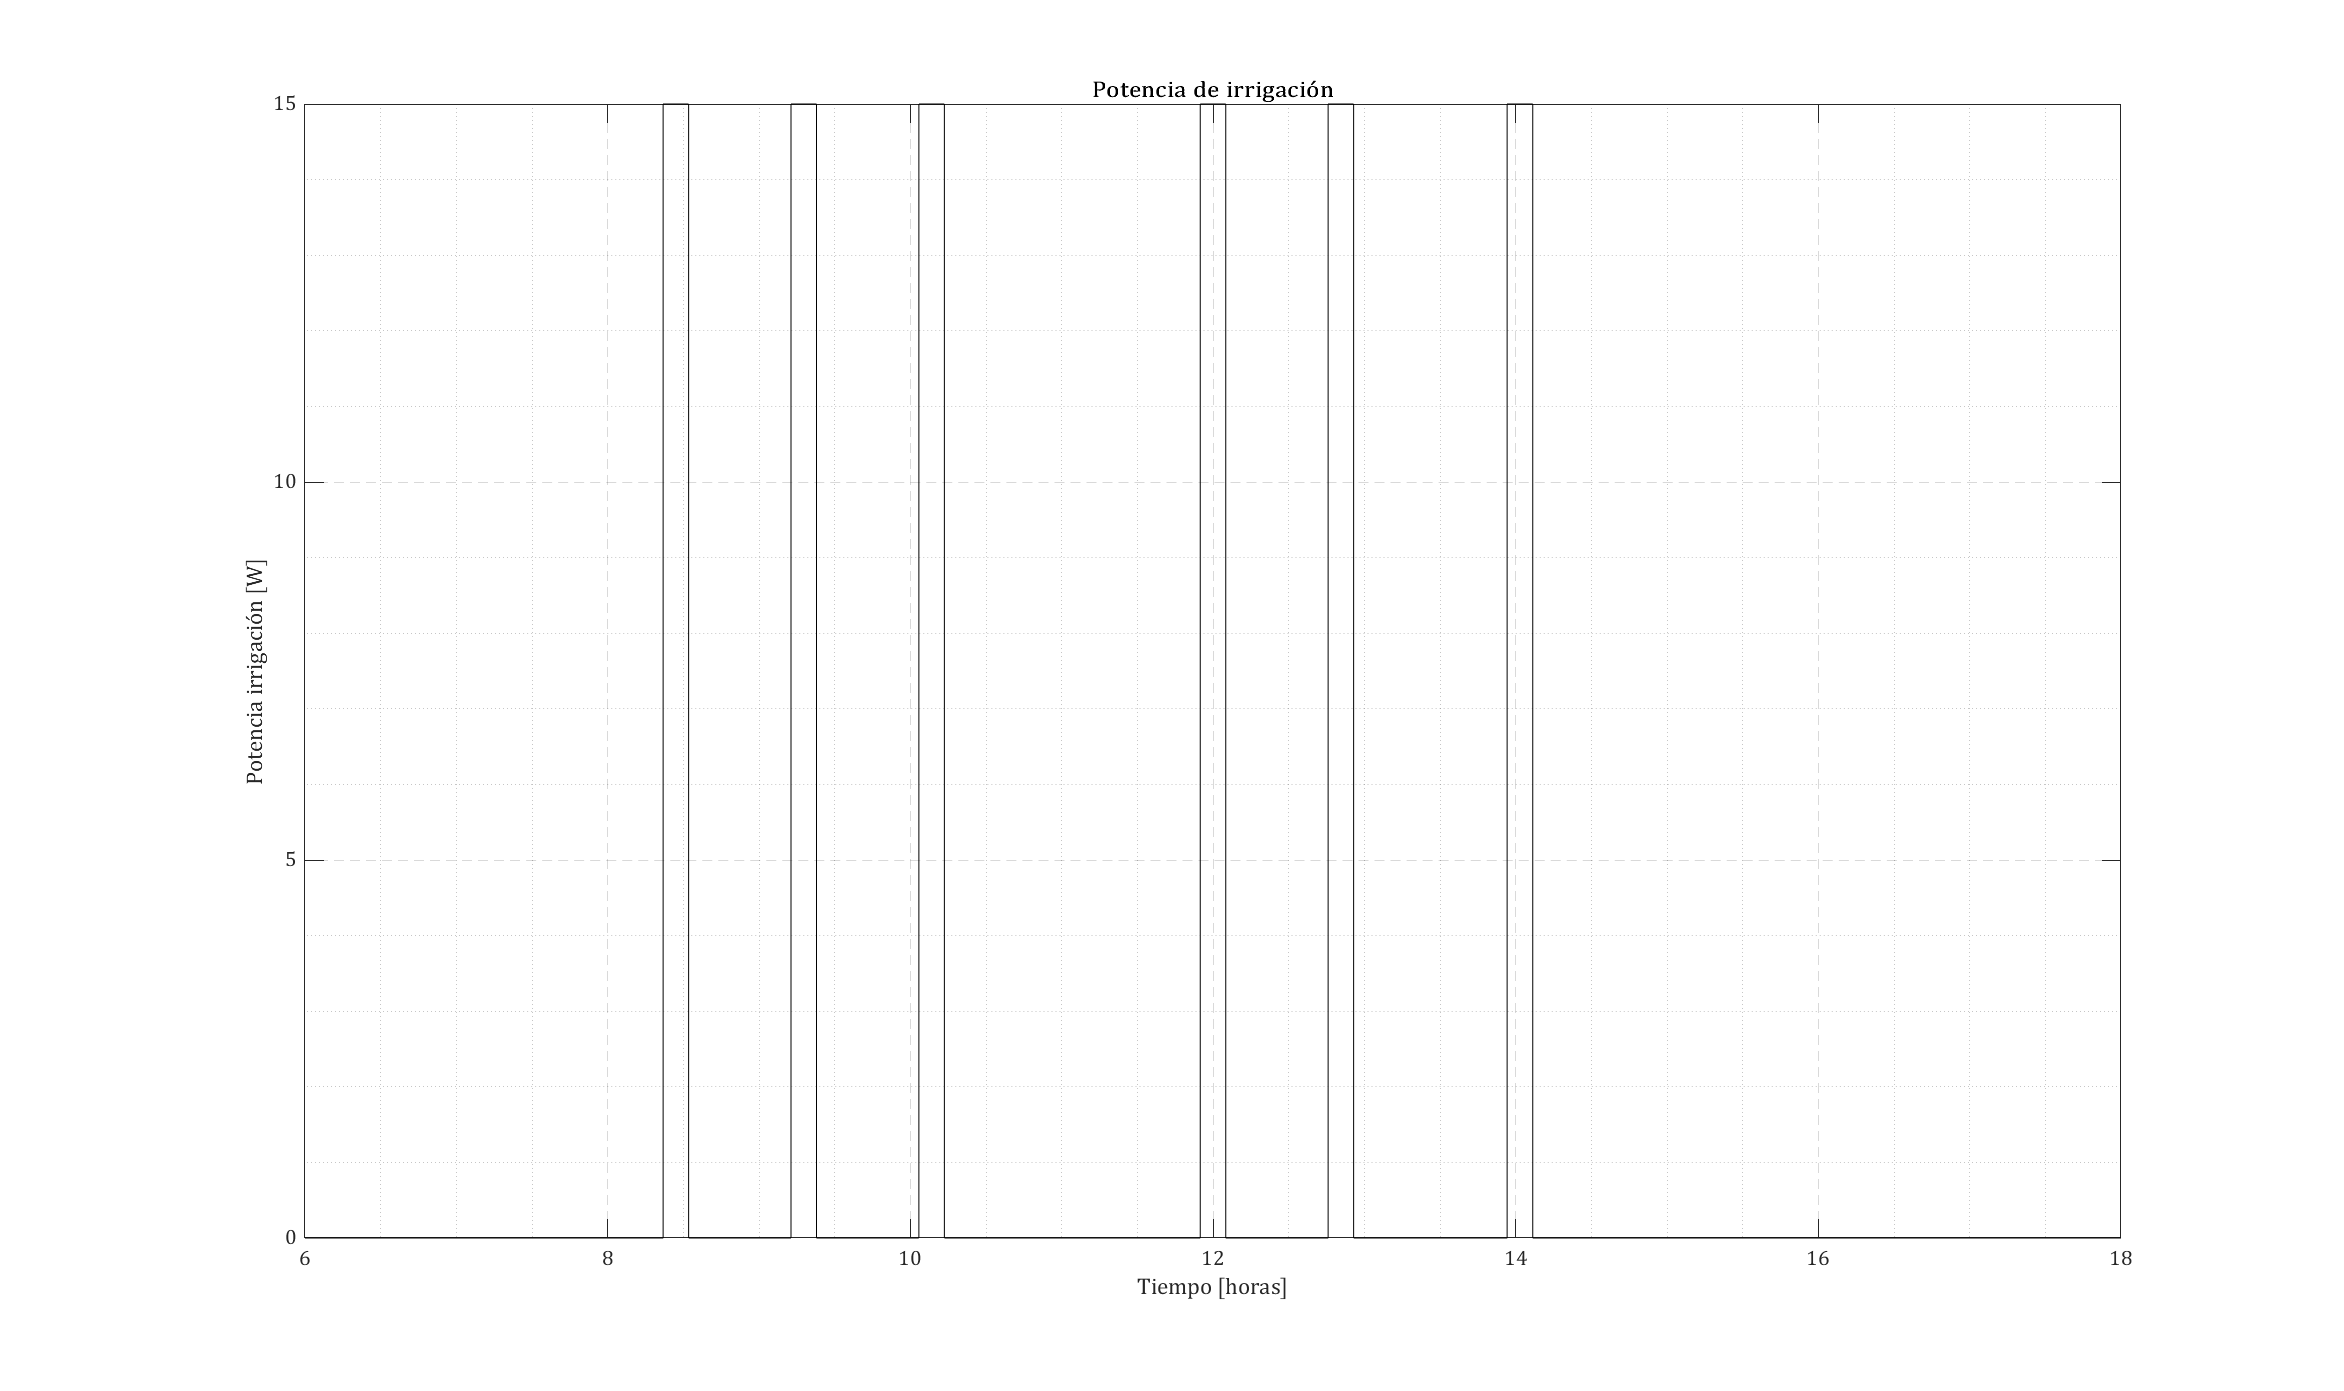 Potencia de irrigación
15
10
5
0
Potencia irrigación [W]
6 8 10 12 14 16 18
Tiempo [horas]